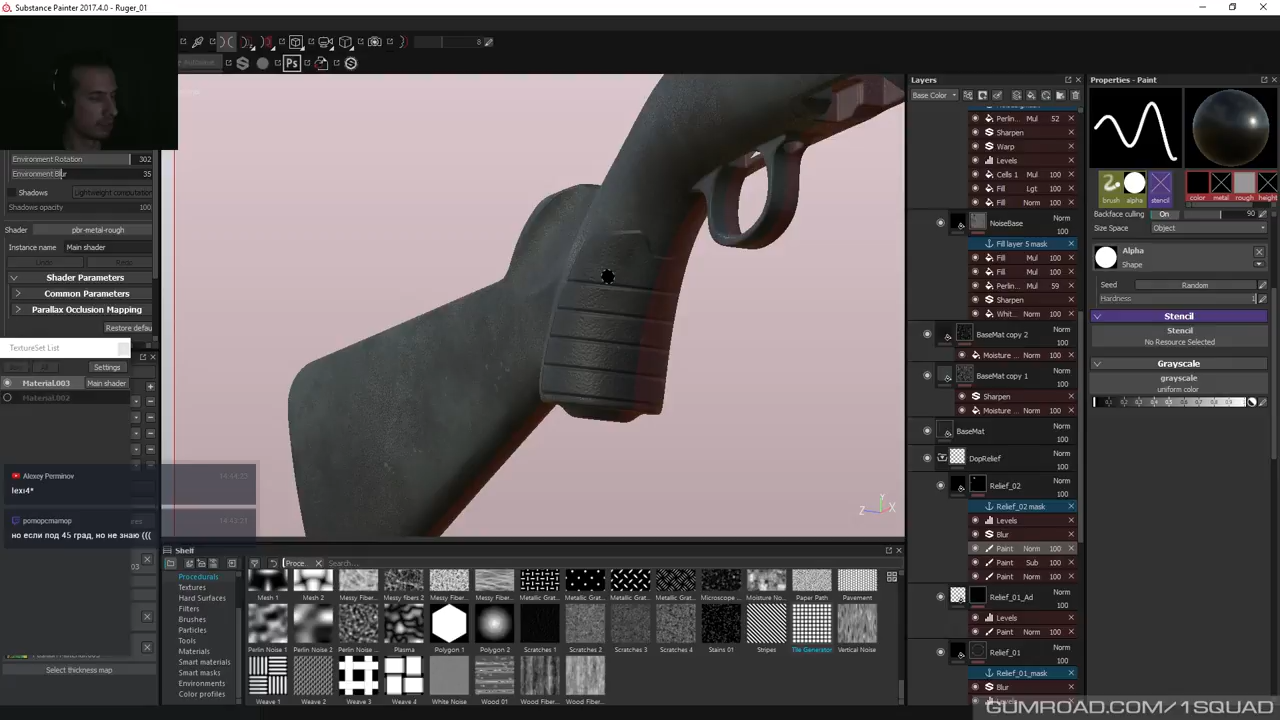 Substance Painter 2017.4.0 - Ruger_01
8
Ps
Environment Rotation 302
Environment Blur 35
Shadows Lightweight computation
Shadows opacity 100
Shader pbr-metal-rough
Instance name Main shader
Shader Parameters
Common Parameters
Parallax Occlusion Mapping
Restore defau
TextureSet List
Settings
Material.003 Main shader
Material.002
Alexey Perminov
lexi4*
но если под 45 град, но не знаю (((
Select thickness map
Z X
Shelf
Proce Search...
Procedurals
Textures
Hard Surfaces
Filters
Brushes
Particles
Tools
Materials
Smart materials
Smart masks
Environments
Color profiles
Mesh 1 Mesh 2 Messy Fiber... Messy fibers 2 Messy Fiber... Messy Fiber... Metallic Grat... Metallic Grat... Metallic Grat... Metallic Grat... Microscope ... Moisture No... Paper Path Pavement
Perlin Noise 1 Perlin Noise 2 Perlin Noise ... Plasma Polygon 1 Polygon 2 Scratches 1 Scratches 2 Scratches 3 Scratches 4 Stains 01 Stripes Tile Generator Vertical Noise
Weave 1 Weave 2 Weave 3 Weave 4 White Noise Wood 01 Wood Fiber... Wood Fiber...
Layers
Base Color
Perlin... Mul 52
Sharpen
Warp
Levels
Cells 1 Mul 100
Fill Lgt 100
Fill Norm 100
NoiseBase Norm
100
Fill layer 5 mask
Fill Mul 100
Fill Mul 100
Perlin... Mul 59
Sharpen
Whit... Norm 100
BaseMat copy 2 Norm
100
Moisture ... Norm 100
BaseMat copy 1 Norm
100
Sharpen
Moisture ... Norm 100
BaseMat Norm
100
DopRelief Norm
100
Relief_02 Norm
100
Relief_02 mask
Levels
Blur
Paint Norm 100
Paint Sub 100
Paint Norm 100
Relief_01_Ad Norm
100
Levels
Paint Norm 100
Relief_01 Norm
100
Relief_01_mask
Blur
Properties - Paint
brush alpha stencil color metal rough height
Backface culling On 90
Size Space Object
Alpha
Shape
Seed Random
Hardness 1
Stencil
Stencil
No Resource Selected
Grayscale
grayscale
uniform color
GUMROAD.COM/1SQUAD